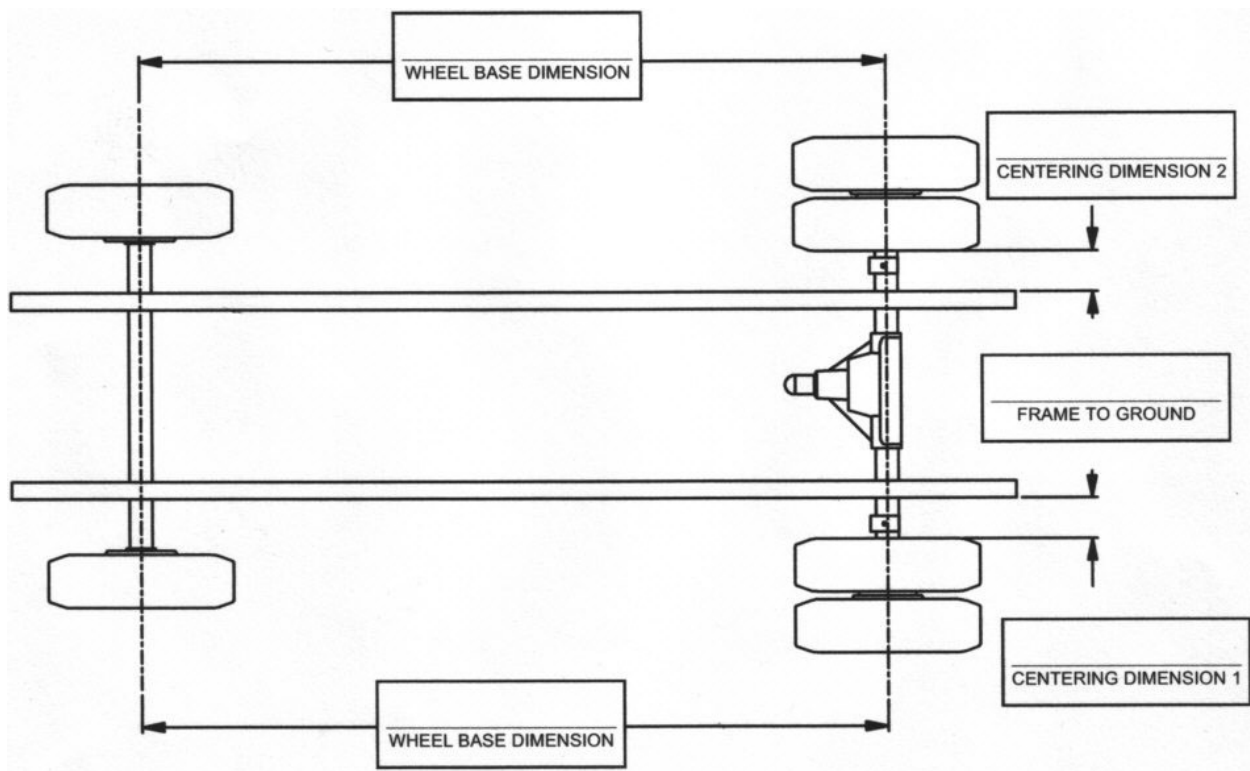 WHEEL BASE DIMENSION
CENTERING DIMENSION 2
FRAME TO GROUND
CENTERING DIMENSION 1
WHEEL BASE DIMENSION